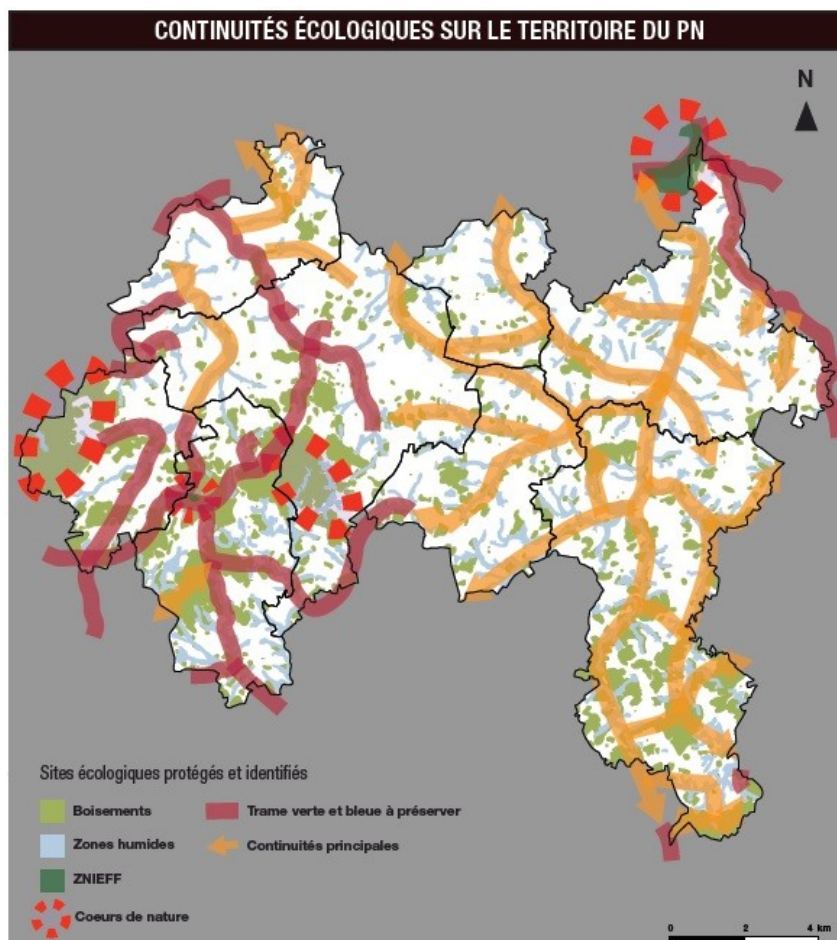 CONTINUITÉS ÉCOLOGIQUES SUR LE TERRITOIRE DU PN
N
Sites écologiques protégés et identifiés
Boisements
Trame verte et bleue à préserver
Zones humides
Continuités principales
ZNIEFF
Coeurs de nature
0 2 4 km